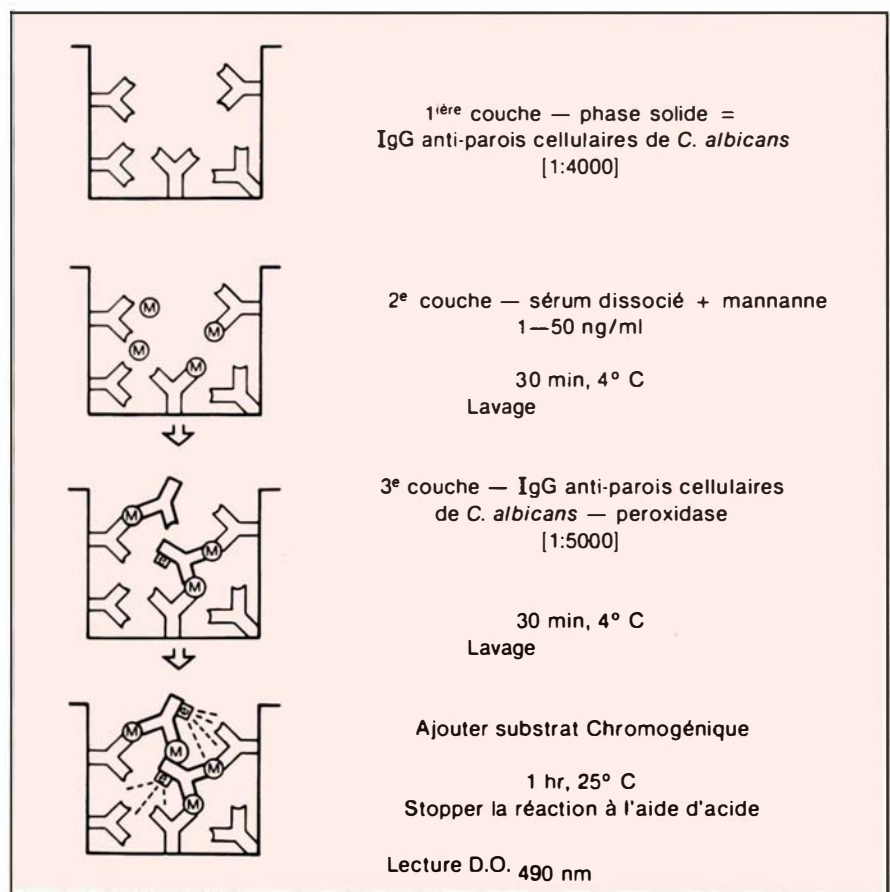 1ière couche — phase solide =
IgG anti-parois cellulaires de C. albicans
[1:4000]
M
M
M
M
2e couche — sérum dissocié + mannanne
1—50 ng/ml
30 min, 4° C
Lavage
M
M
M
3e couche — IgG anti-parois cellulaires
de C. albicans — peroxidase
[1:5000]
30 min, 4° C
Lavage
M
M
M
M
Ajouter substrat Chromogénique
1 hr, 25° C
Stopper la réaction à l'aide d'acide
Lecture D.O. 490 nm